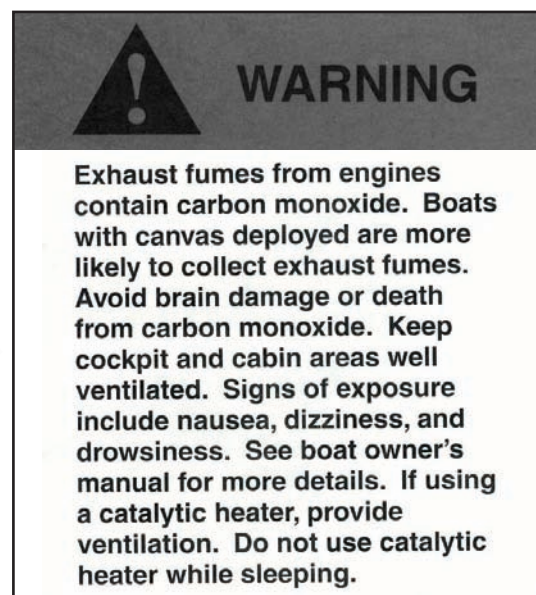 WARNING
Exhaust fumes from engines
contain carbon monoxide.  Boats
with canvas deployed are more
likely to collect exhaust fumes.
Avoid brain damage or death
from carbon monoxide.  Keep
cockpit and cabin areas well
ventilated.  Signs of exposure
include nausea, dizziness, and
drowsiness.  See boat owner's
manual for more details.  If using
a catalytic heater, provide
ventilation.  Do not use catalytic
heater while sleeping.